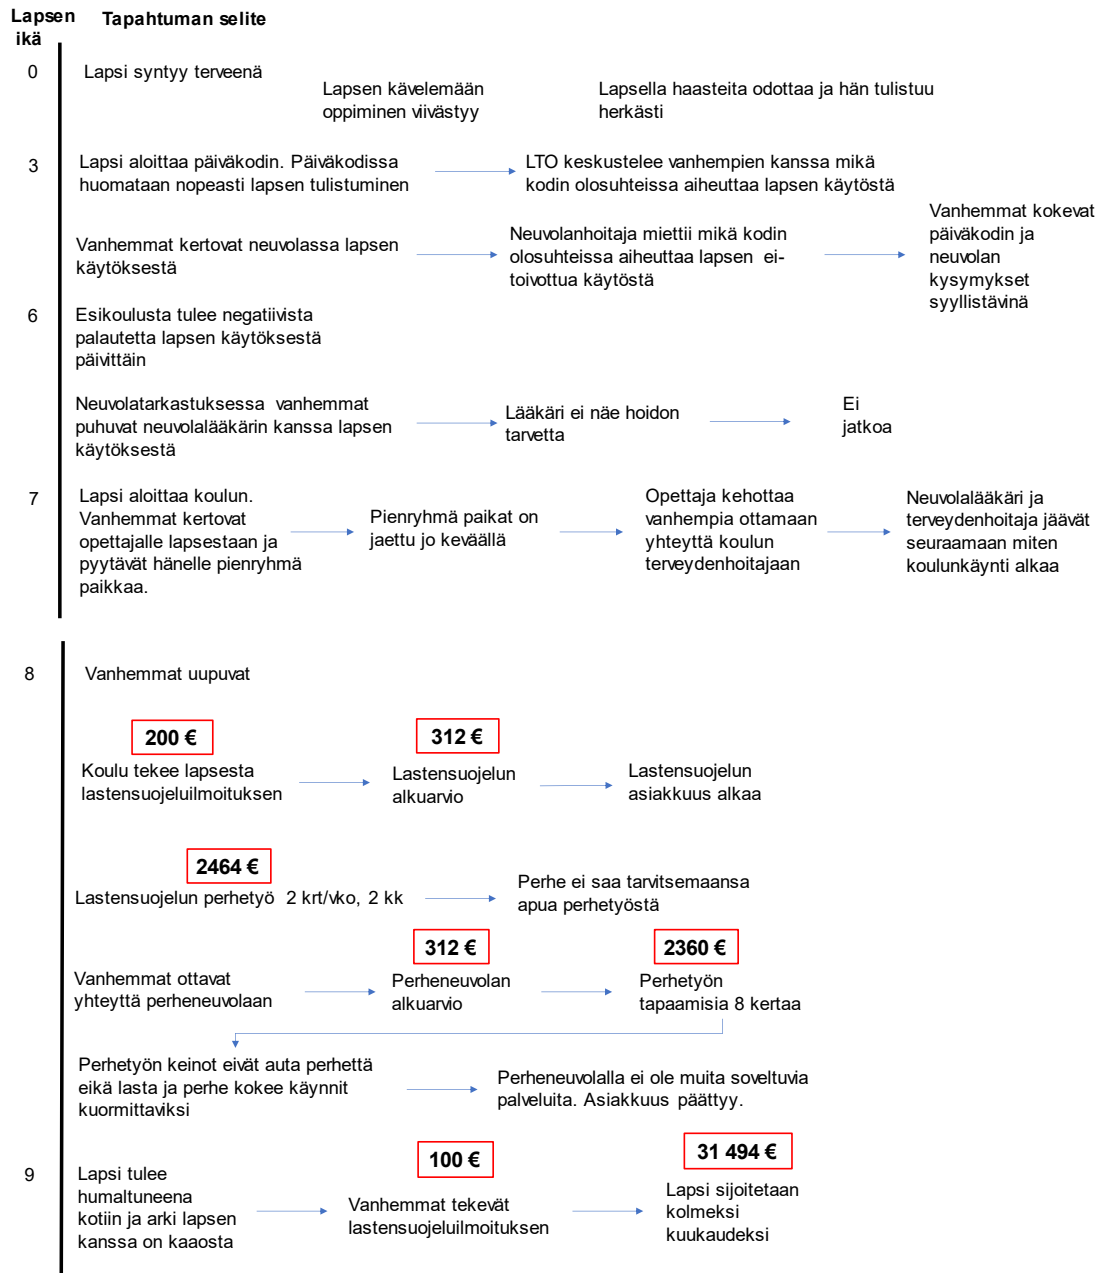 Lapsen
ikä
Tapahtuman selite
0
Lapsi syntyy terveenä
Lapsen kävelemään
oppiminen viivästyy
Lapsella haasteita odottaa ja hän tulistuu
herkästi
3
Lapsi aloittaa päiväkodin. Päiväkodissa
huomataan nopeasti lapsen tulistuminen
LTO keskustelee vanhempien kanssa mikä
kodin olosuhteissa aiheuttaa lapsen käytöstä
Vanhemmat kertovat neuvolassa lapsen
käytöksestä
Neuvolanhoitaja miettii mikä kodin
olosuhteissa aiheuttaa lapsen ei-
toivottua käytöstä
Vanhemmat kokevat
päiväkodin ja
neuvolan
kysymykset
syyllistävinä
6
Esikoulusta tulee negatiivista
palautetta lapsen käytöksestä
päivittäin
Neuvolatarkastuksessa vanhemmat
puhuvat neuvolalääkärin kanssa lapsen
käytöksestä
Lääkäri ei näe hoidon
tarvetta
Ei
jatkoa
7
Lapsi aloittaa koulun.
Vanhemmat kertovat
opettajalle lapsestaan ja
pyytävät hänelle pienryhmä
paikkaa.
Pienryhmä paikat on
jaettu jo keväällä
Opettaja kehottaa
vanhempia ottamaan
yhteyttä koulun
terveydenhoitajaan
Neuvolalääkäri ja
terveydenhoitaja jäävät
seuraamaan miten
koulunkäynti alkaa
8
Vanhemmat uupuvat
200 €
312 €
Koulu tekee lapsesta
lastensuojeluilmoituksen
Lastensuojelun
alkuarvio
Lastensuojelun
asiakkuus alkaa
2464 €
Lastensuojelun perhetyö 2 krt/vko, 2 kk
Perhe ei saa tarvitsemaansa
apua perhetyöstä
312 €
2360 €
Vanhemmat ottavat
yhteyttä perheneuvolaan
Perheneuvolan
alkuarvio
Perhetyön
tapaamisia 8 kertaa
Perhetyön keinot eivät auta perhettä
eikä lasta ja perhe kokee käynnit
kuormittaviksi
Perheneuvolalla ei ole muita soveltuvia
palveluita. Asiakkuus päättyy.
100 €
31 494 €
9
Lapsi tulee
humaltuneena
kotiin ja arki lapsen
kanssa on kaaosta
Vanhemmat tekevät
lastensuojeluilmoituksen
Lapsi sijoitetaan
kolmeksi
kuukaudeksi